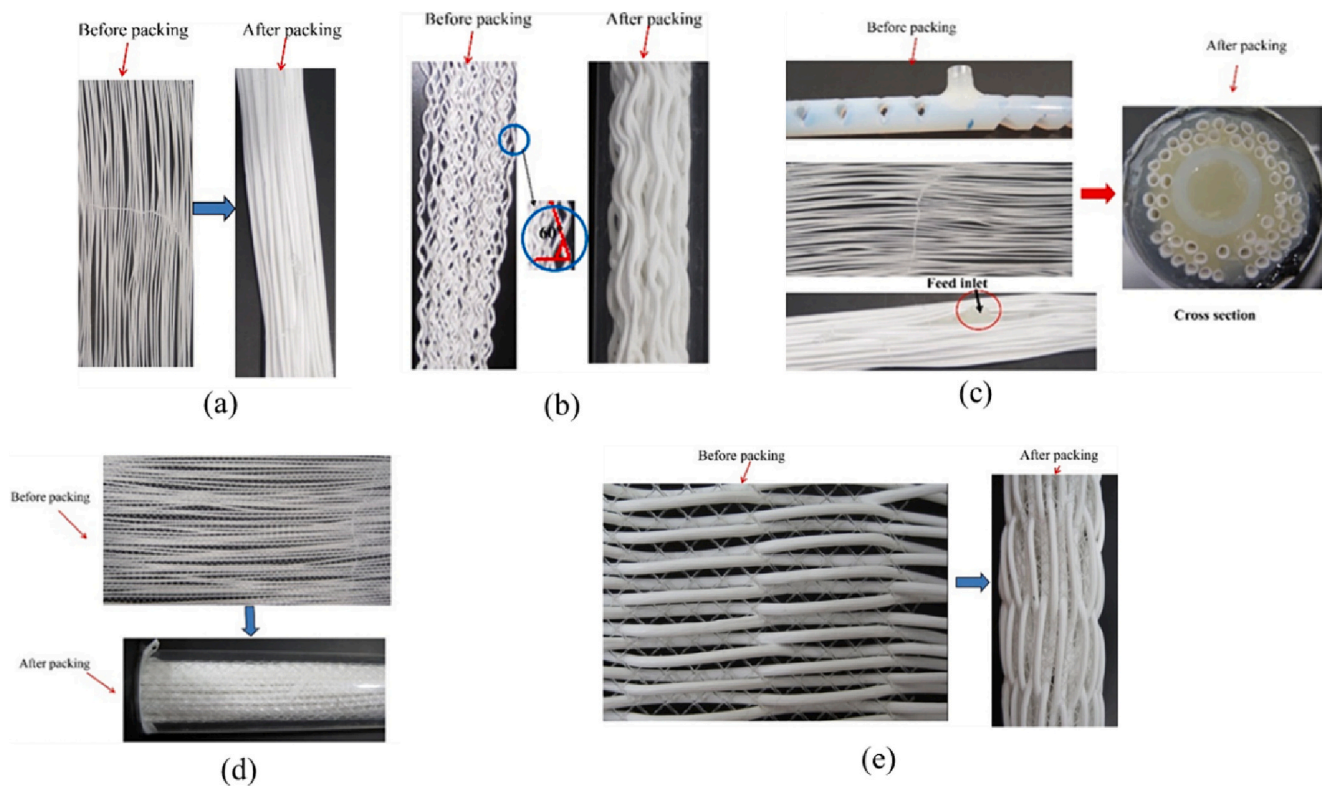 Before packing
After packing
(a)
Before packing
After packing
60
(b)
Before packing
After packing
Feed inlet
Cross section
(c)
Before packing
After packing
(d)
Before packing
After packing
(e)